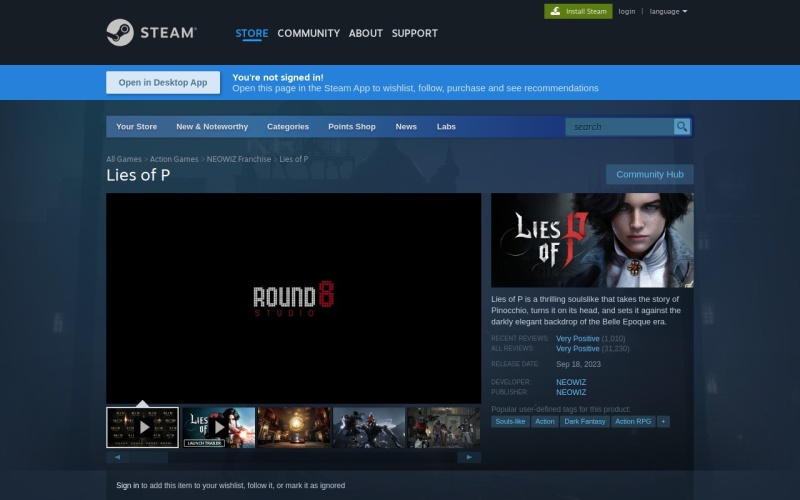 Install Steam
login | language
STEAM®
STORE COMMUNITY ABOUT SUPPORT
Open in Desktop App
You're not signed in!
Open this page in the Steam App to wishlist, follow, purchase and see recommendations
Your Store New & Noteworthy Categories Points Shop News Labs search
All Games > Action Games > NEOWIZ Franchise > Lies of P
Lies of P
Community Hub
ROUND8
STUDIO
LIES
OF P
Lies of P is a thrilling soulslike that takes the story of
Pinocchio, turns it on its head, and sets it against the
darkly elegant backdrop of the Belle Epoque era.
RECENT REVIEWS: Very Positive (1,010)
ALL REVIEWS: Very Positive (31,230)
RELEASE DATE: Sep 18, 2023
DEVELOPER: NEOWIZ
PUBLISHER: NEOWIZ
Popular user-defined tags for this product:
Souls-like Action Dark Fantasy Action RPG +
LIES
OF P
LAUNCH TRAILER
Sign in to add this item to your wishlist, follow it, or mark it as ignored